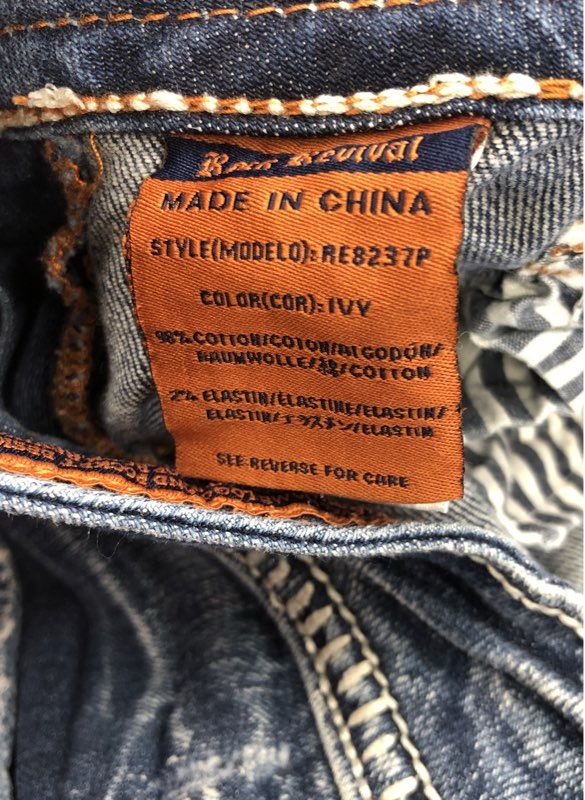 Rock Revival
MADE IN CHINA
STYLE(MODELO): RE8237P
COLOR(COR): IVY
98% COTTON/COTON/ALGODÓN/
BAUMWOLLE/綿/COTTON
2% ELASTIN/ELASTINE/ELASTIN/
ELASTIN/エラスチン/ELASTIN
SEE REVERSE FOR CARE